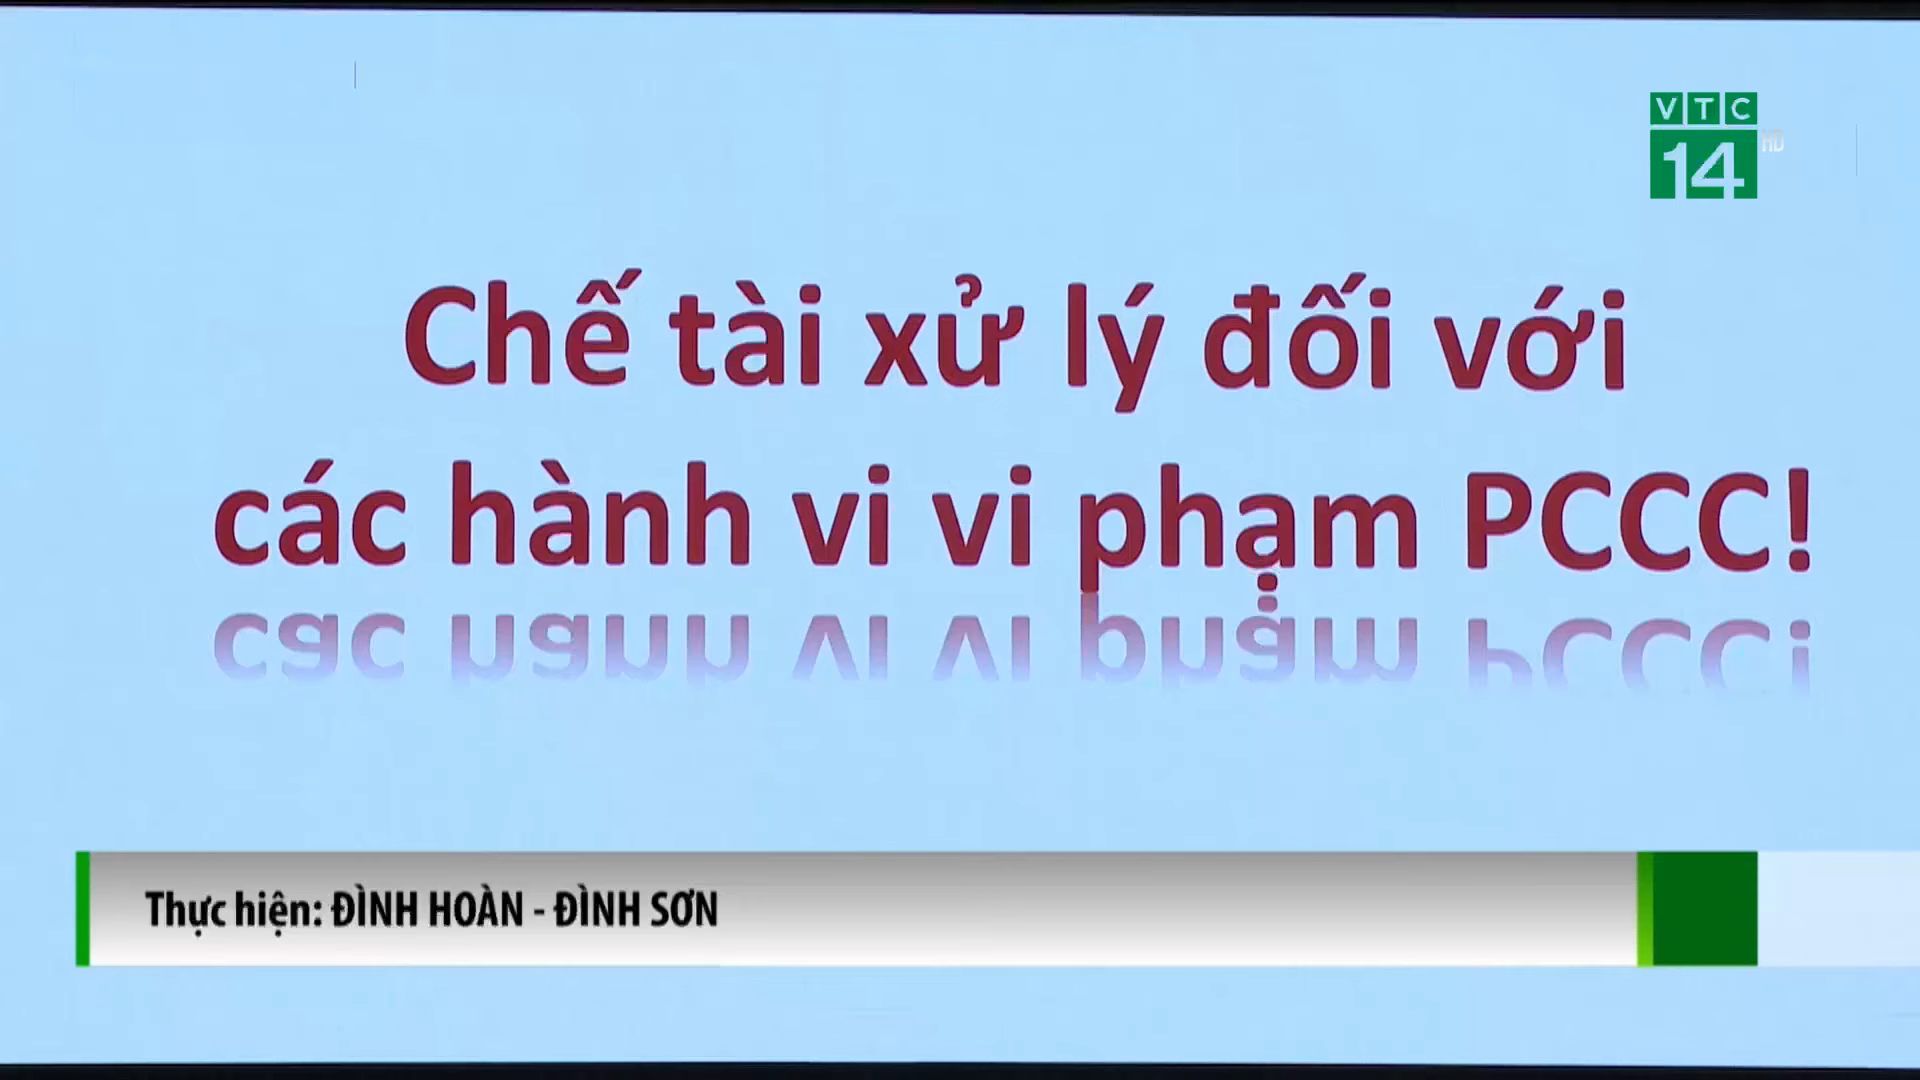 VTC
14 HD
Chế tài xử lý đối với
các hành vi vi phạm PCCC!
Thực hiện: ĐÌNH HOÀN - ĐÌNH SƠN